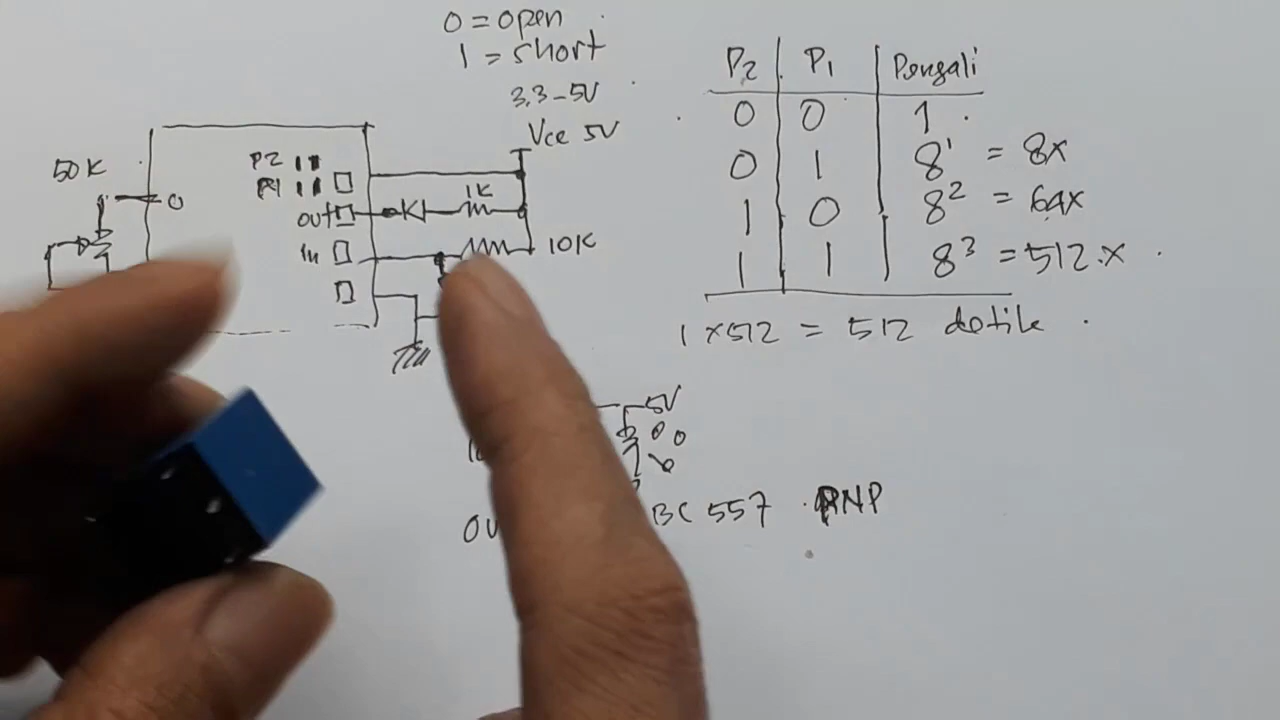 0 = open
1 = short
3.3 - 5V
Vce 5V
50K
P2
P1
out
In
1K
10K
0
P2 P1 Pengali
0 0 1
0 1 8¹ = 8x
1 0 8² = 64x
1 1 8³ = 512x
1 x 512 = 512 detik
5V
BC 557 PNP